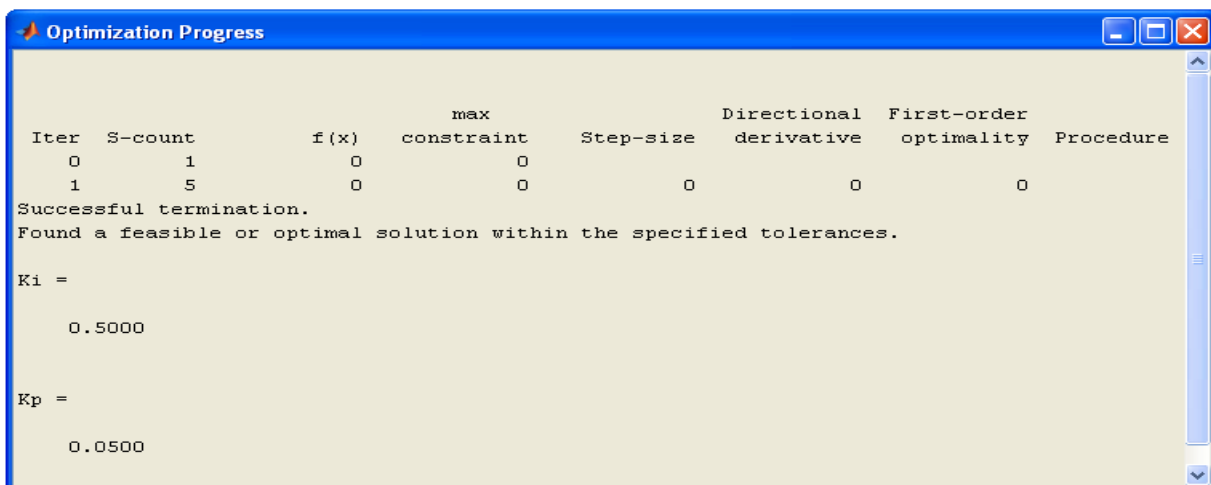 Optimization Progress
max Directional First-order
Iter S-count f(x) constraint Step-size derivative optimality Procedure
0 1 0 0
1 5 0 0 0 0 0
Successful termination.
Found a feasible or optimal solution within the specified tolerances.
Ki =
0.5000
Kp =
0.0500